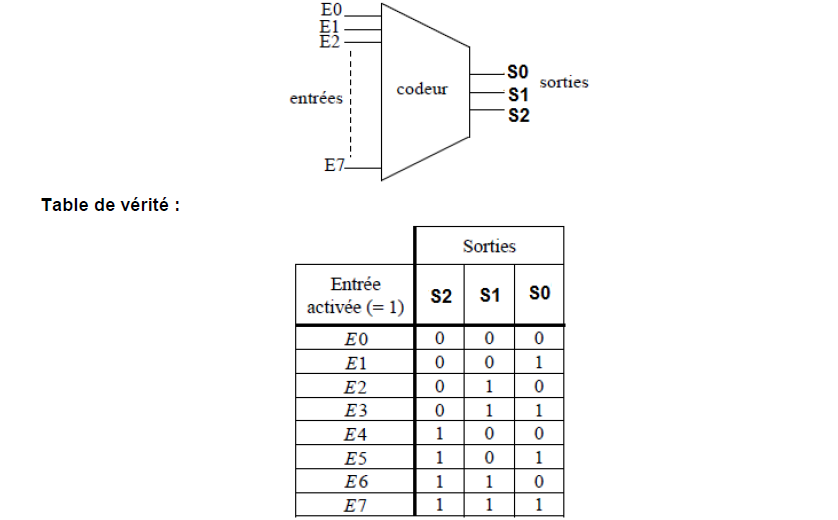 E0
E1
E2
entrées
E7
codeur
S0
S1
S2
sorties
Table de vérité :
Sorties
Entrée activée (= 1) S2 S1 S0
E0 0 0 0
E1 0 0 1
E2 0 1 0
E3 0 1 1
E4 1 0 0
E5 1 0 1
E6 1 1 0
E7 1 1 1